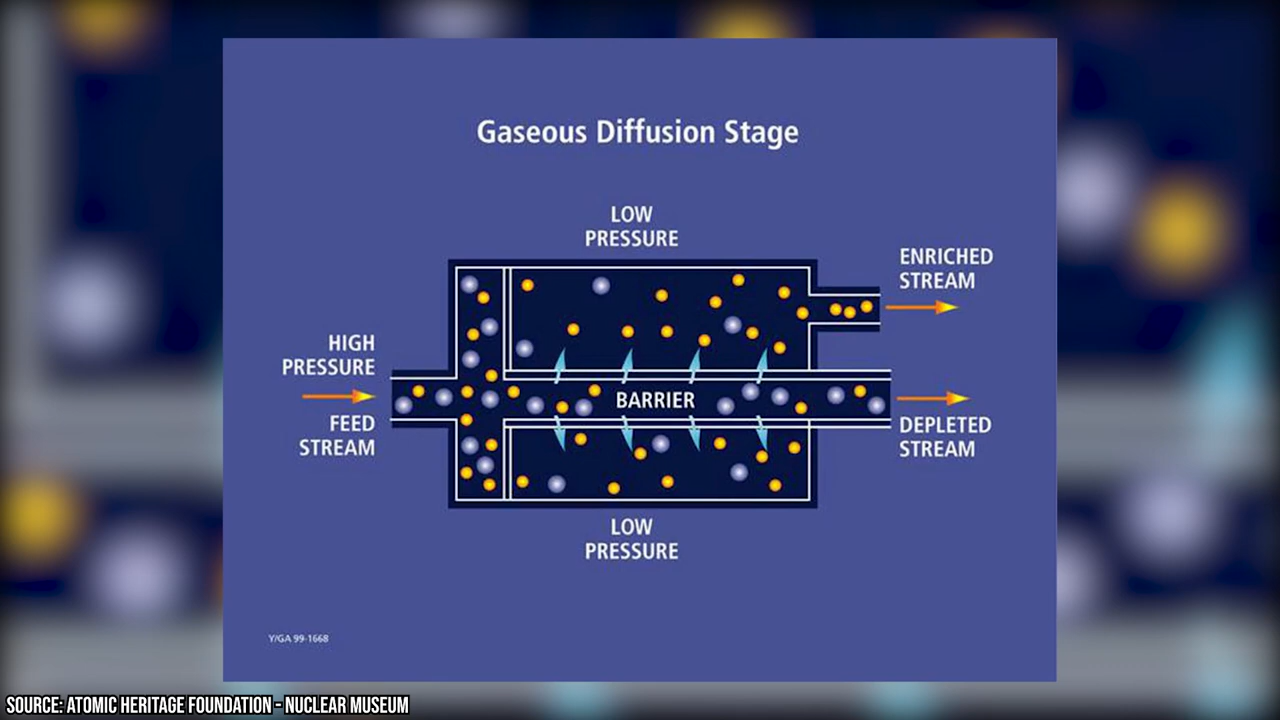 Gaseous Diffusion Stage
LOW
PRESSURE
ENRICHED
STREAM
HIGH
PRESSURE
FEED
STREAM
BARRIER
DEPLETED
STREAM
LOW
PRESSURE
Y/GA 99-1668
SOURCE: ATOMIC HERITAGE FOUNDATION - NUCLEAR MUSEUM